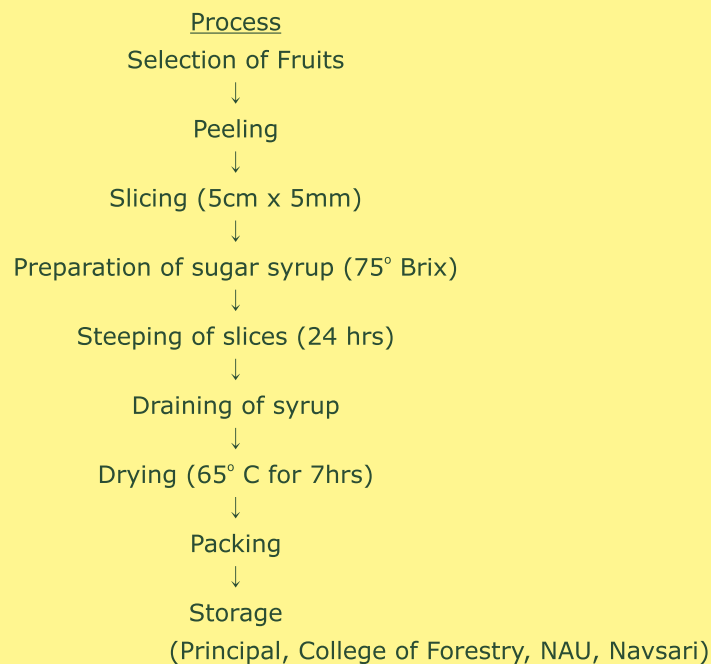 Process
Selection of Fruits
↓
Peeling
↓
Slicing (5cm x 5mm)
↓
Preparation of sugar syrup (75° Brix)
↓
Steeping of slices (24 hrs)
↓
Draining of syrup
↓
Drying (65° C for 7hrs)
↓
Packing
↓
Storage
(Principal, College of Forestry, NAU, Navsari)